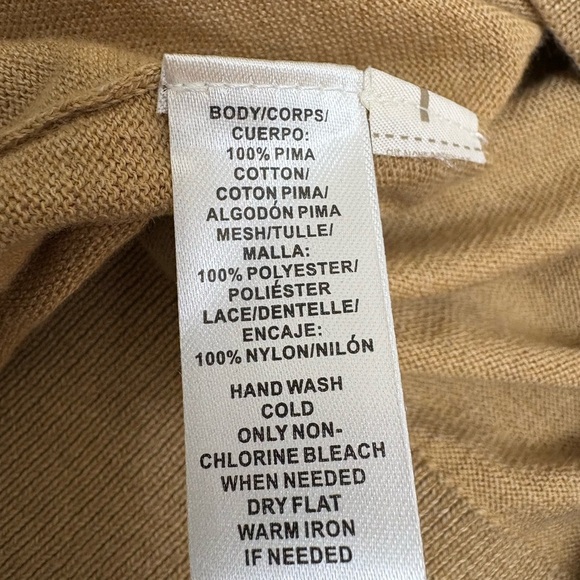 BODY/CORPS/
CUERPO:
100% PIMA
COTTON/
COTON PIMA/
ALGODÓN PIMA
MESH/TULLE/
MALLA:
100% POLYESTER/
POLIÉSTER
LACE/DENTELLE/
ENCAJE:
100% NYLON/NILÓN
HAND WASH
COLD
ONLY NON-
CHLORINE BLEACH
WHEN NEEDED
DRY FLAT
WARM IRON
IF NEEDED